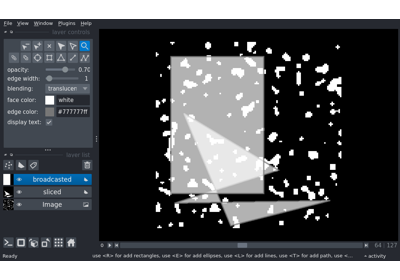 File View Window Plugins Help
layer controls
opacity: 0.70
edge width: 1
blending: translucen
face color: white
edge color: #777777ff
display text:
layer list
broadcasted
sliced
Image
64 127
Ready
use <R> for add rectangles, use <E> for add ellipses, use <L> for add lines, use <T> for add path, use <...
activity